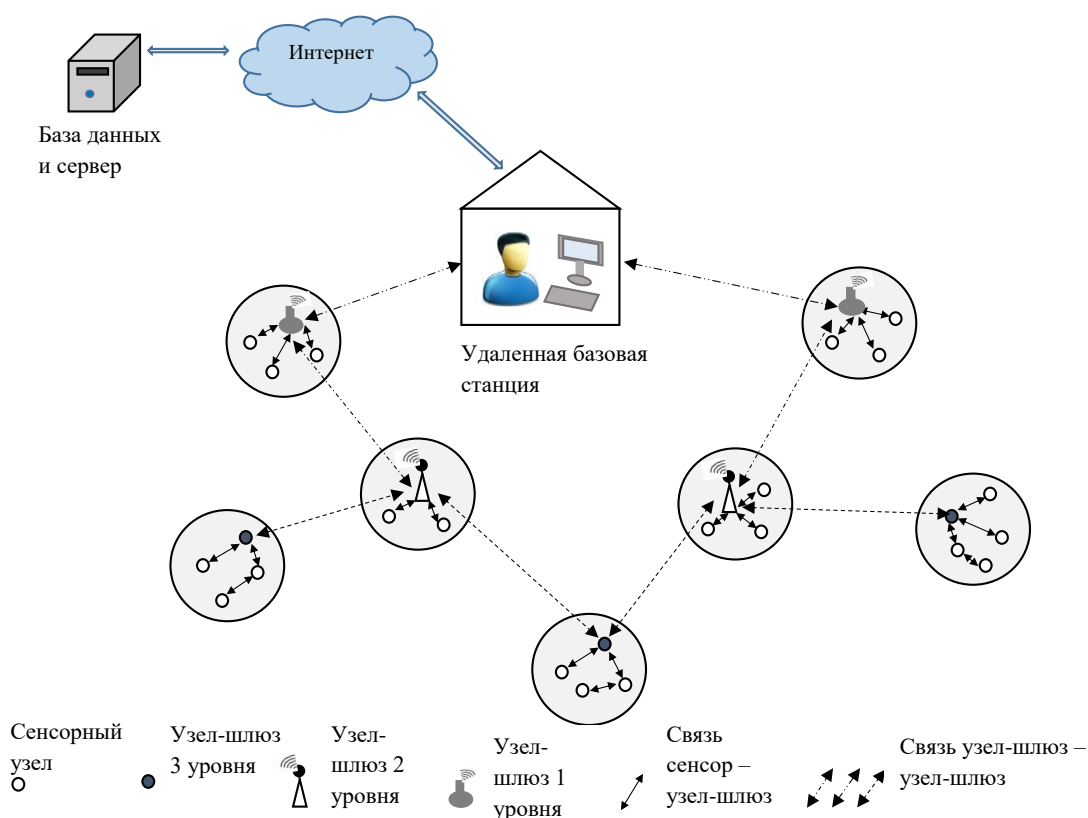 Интернет
База данных
и сервер
Удаленная базовая
станция
Сенсорный
узел
Узел-шлюз
3 уровня
Узел-
шлюз 2
уровня
Узел-
шлюз 1
уровня
Связь
сенсор –
узел-шлюз
Связь узел-шлюз –
узел-шлюз